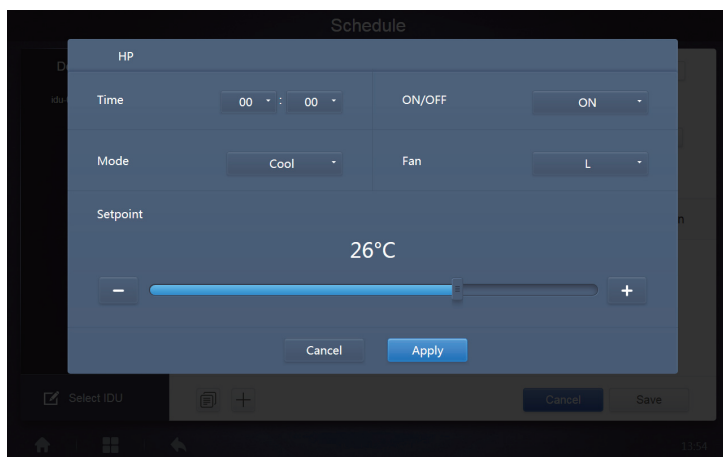 Schedule
HP
Time 00 : 00 ON/OFF ON
Mode Cool Fan L
Setpoint
26°C
− +
Cancel Apply
Select IDU Cancel Save
13:54